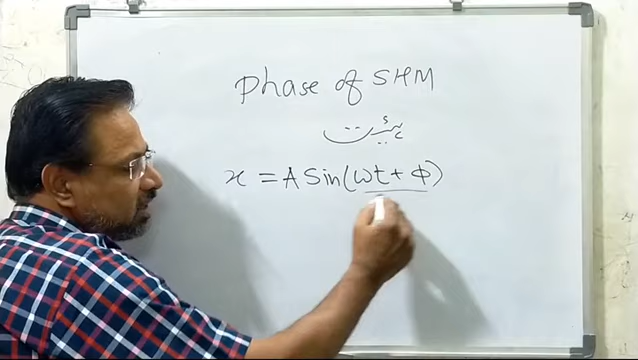 Phase of SHM
ہیئت
x = A Sin(ωt + Φ)